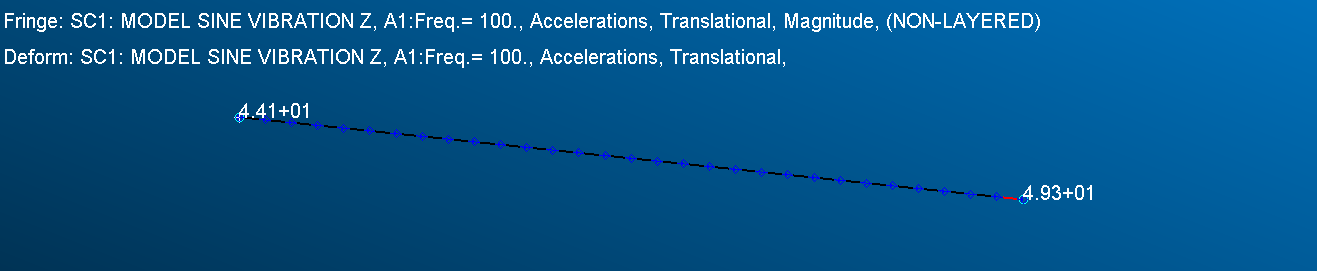 Fringe: SC1: MODEL SINE VIBRATION Z, A1:Freq.= 100., Accelerations, Translational, Magnitude, (NON-LAYERED)
Deform: SC1: MODEL SINE VIBRATION Z, A1:Freq.= 100., Accelerations, Translational,
4.41+01
4.93+01